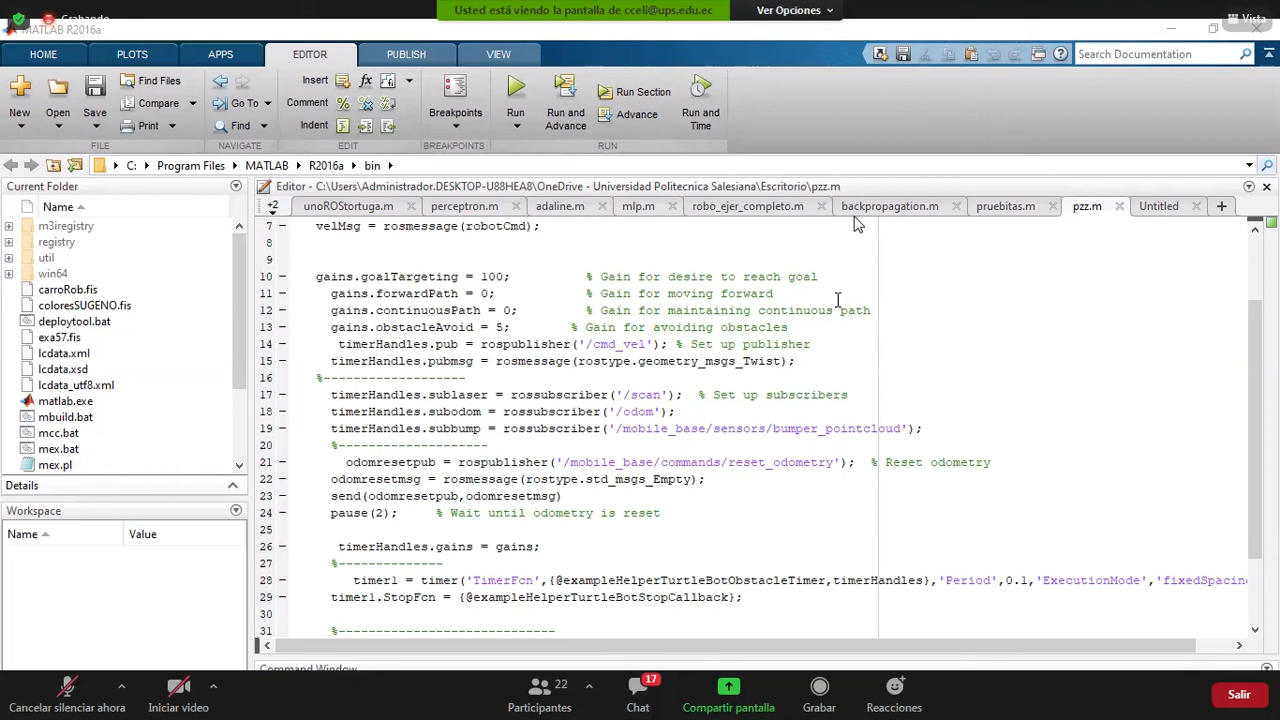 Grabando
Usted está viendo la pantalla de cceli@ups.edu.ec
Ver Opciones
Vista
MATLAB R2016a
HOME
PLOTS
APPS
EDITOR
PUBLISH
VIEW
Search Documentation
New
Open
Save
Find Files
Compare
Print
Go To
Find
Insert
Comment
Indent
fx
Breakpoints
Run
Run and Advance
Run Section
Advance
Run and Time
FILE
NAVIGATE
EDIT
BREAKPOINTS
RUN
C: Program Files MATLAB R2016a bin
Current Folder
Name
m3iregistry
registry
util
win64
carroRob.fis
coloresSUGENO.fis
deploytool.bat
exa57.fis
lcdata.xml
lcdata.xsd
lcdata_utf8.xml
matlab.exe
mbuild.bat
mcc.bat
mex.bat
mex.pl
Details
Workspace
Name Value
Editor - C:\Users\Administrador.DESKTOP-U88HEA8\OneDrive - Universidad Politecnica Salesiana\Escritorio\pzz.m
+2 unoROStortuga.m perceptron.m adaline.m mlp.m robo_ejer_completo.m backpropagation.m pruebitas.m pzz.m Untitled
7 velMsg = rosmessage(robotCmd);
8
9
10 gains.goalTargeting = 100; % Gain for desire to reach goal
11 gains.forwardPath = 0; % Gain for moving forward
12 gains.continuousPath = 0; % Gain for maintaining continuous path
13 gains.obstacleAvoid = 5; % Gain for avoiding obstacles
14 timerHandles.pub = rospublisher('/cmd_vel'); % Set up publisher
15 timerHandles.pubmsg = rosmessage(rostype.geometry_msgs_Twist);
16 %-------------------
17 timerHandles.sublaser = rossubscriber('/scan'); % Set up subscribers
18 timerHandles.subodom = rossubscriber('/odom');
19 timerHandles.subbump = rossubscriber('/mobile_base/sensors/bumper_pointcloud');
20 %--------------------
21 odomresetpub = rospublisher('/mobile_base/commands/reset_odometry'); % Reset odometry
22 odomresetmsg = rosmessage(rostype.std_msgs_Empty);
23 send(odomresetpub,odomresetmsg)
24 pause(2); % Wait until odometry is reset
25
26 timerHandles.gains = gains;
27 %--------------
28 timer1 = timer('TimerFcn',{@exampleHelperTurtleBotObstacleTimer,timerHandles},'Period',0.1,'ExecutionMode','fixedSpacing
29 timer1.StopFcn = {@exampleHelperTurtleBotStopCallback};
30
31 %-----------------------------
Command Window
Cancelar silenciar ahora
Iniciar video
22
Participantes
17
Chat
Compartir pantalla
Grabar
Reacciones
Salir